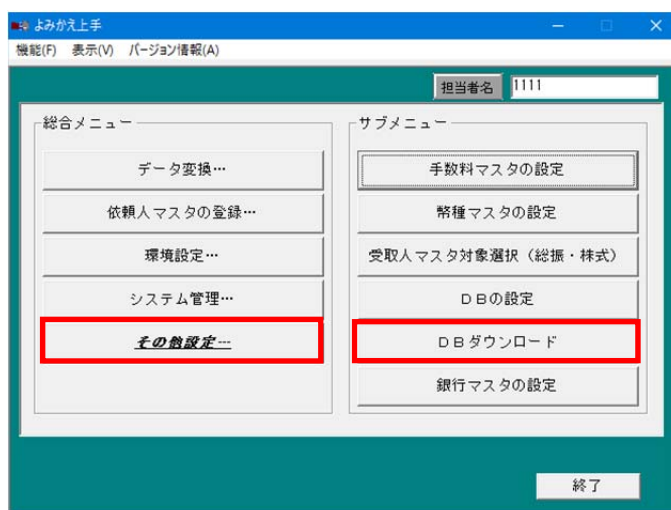 よみかえ上手
機能(F) 表示(V) バージョン情報(A)
担当者名 1111
総合メニュー
データ変換…
依頼人マスタの登録…
環境設定…
システム管理…
その他設定…
サブメニュー
手数料マスタの設定
幣種マスタの設定
受取人マスタ対象選択（総振・株式）
ＤＢの設定
ＤＢダウンロード
銀行マスタの設定
終了